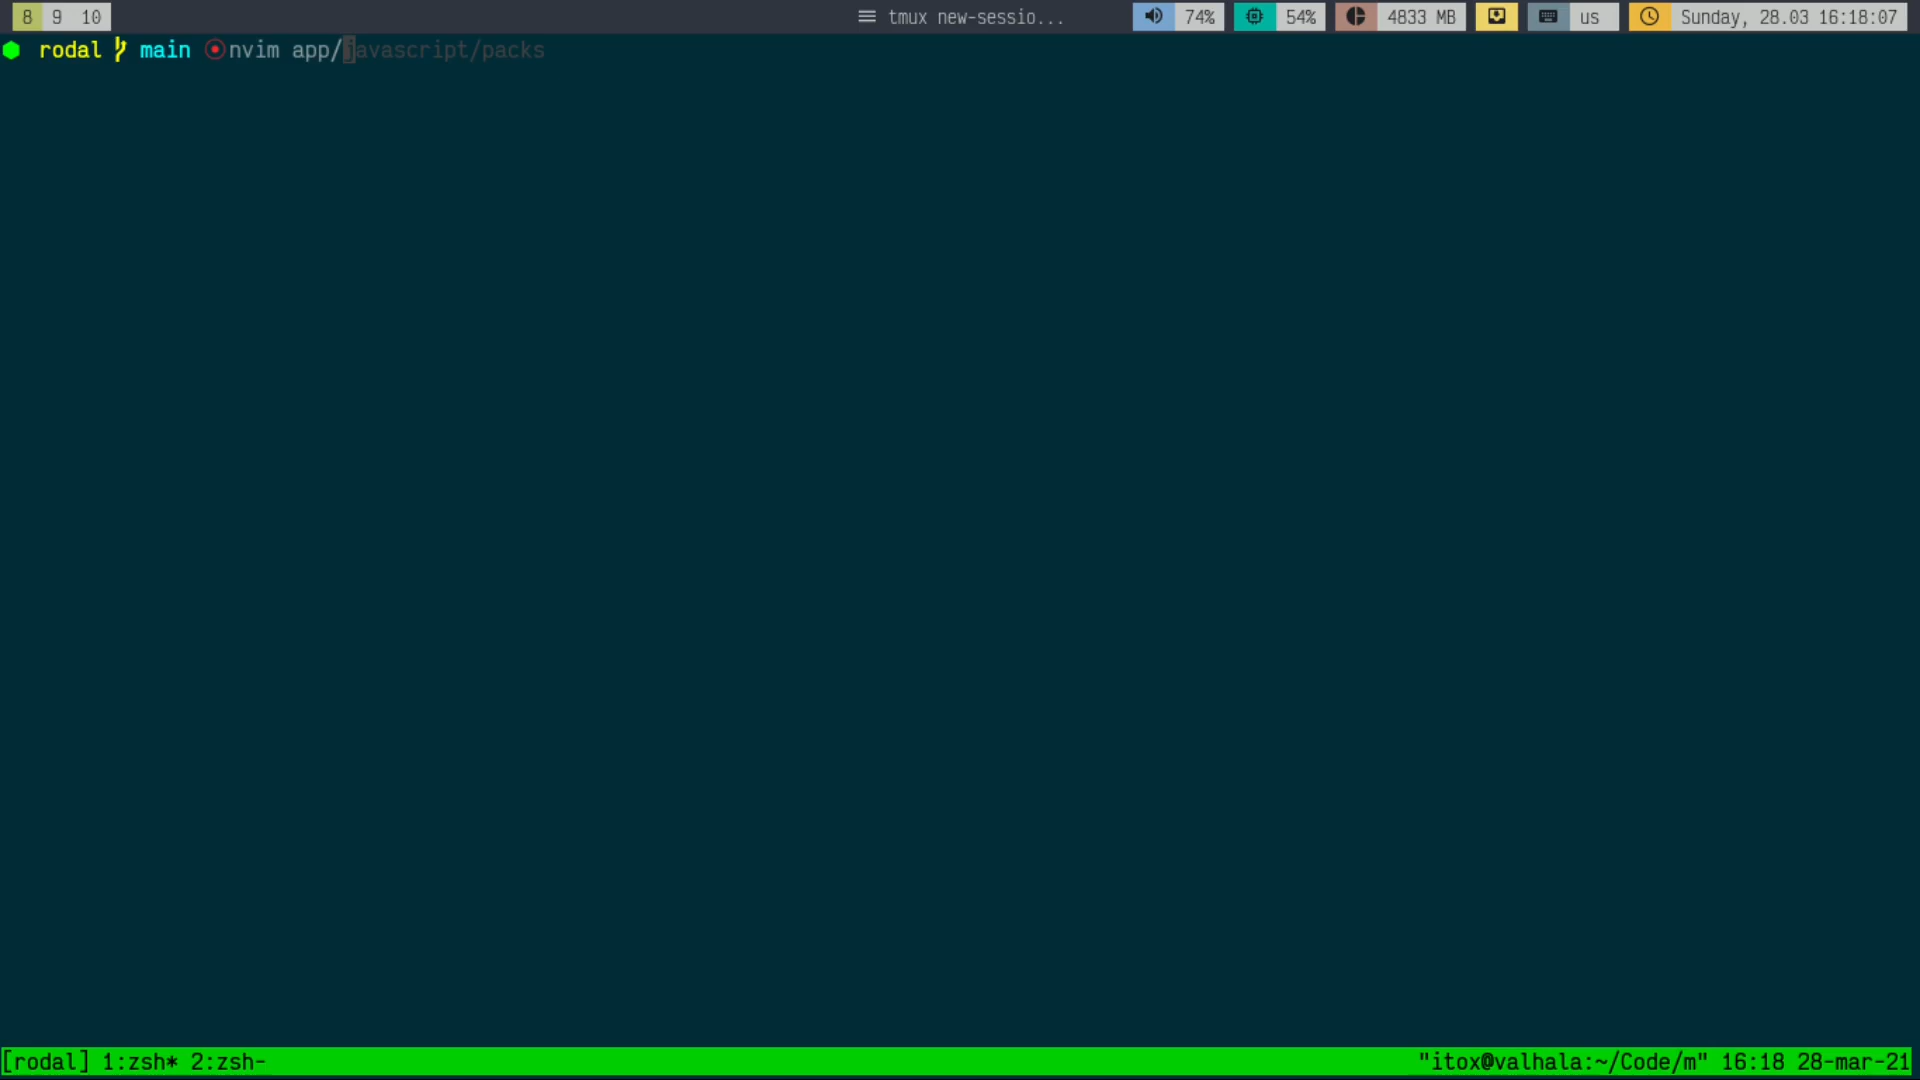 8 9 10 tmux new-sessio... 74% 54% 4833 MB us Sunday, 28.03 16:18:07
rodal main nvim app/javascript/packs
[rodal] 1:zsh* 2:zsh- "itox@valhala:~/Code/m" 16:18 28-mar-21